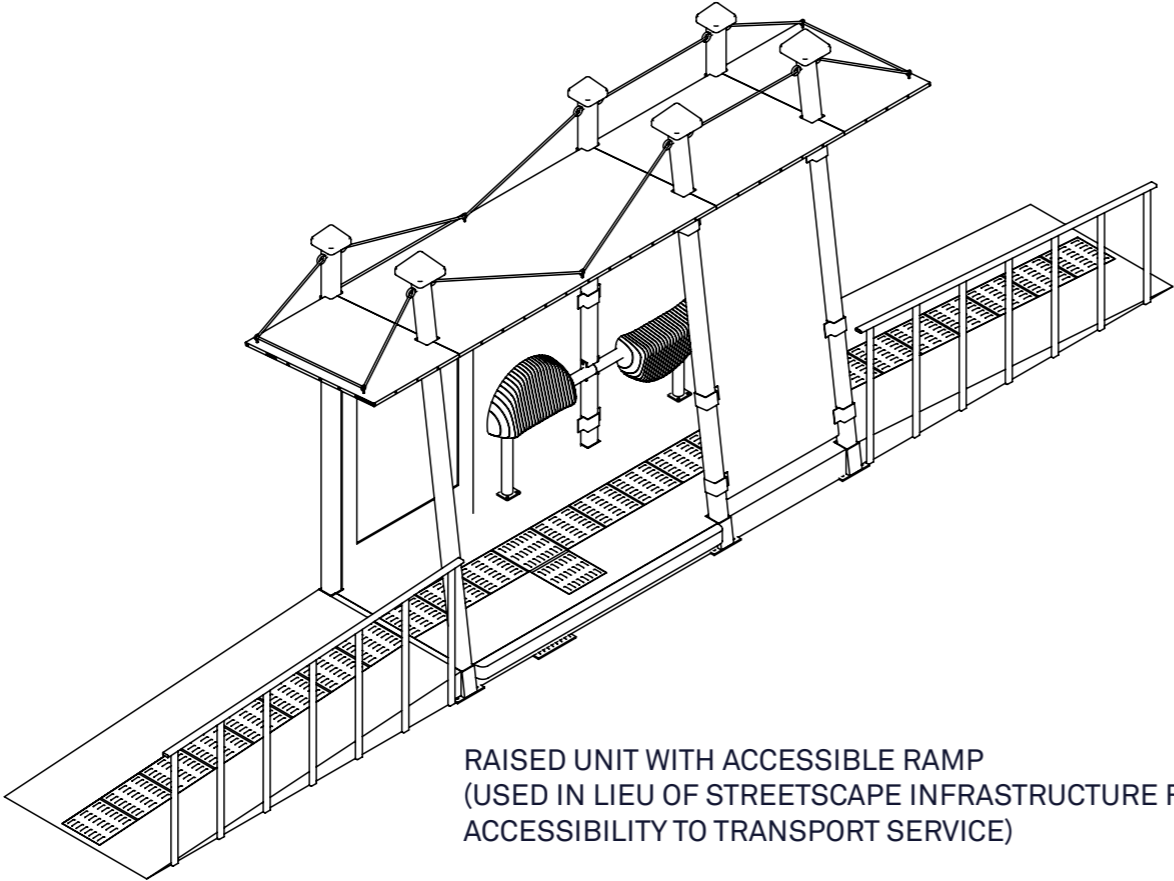 RAISED UNIT WITH ACCESSIBLE RAMP
(USED IN LIEU OF STREETSCAPE INFRASTRUCTURE
ACCESSIBILITY TO TRANSPORT SERVICE)